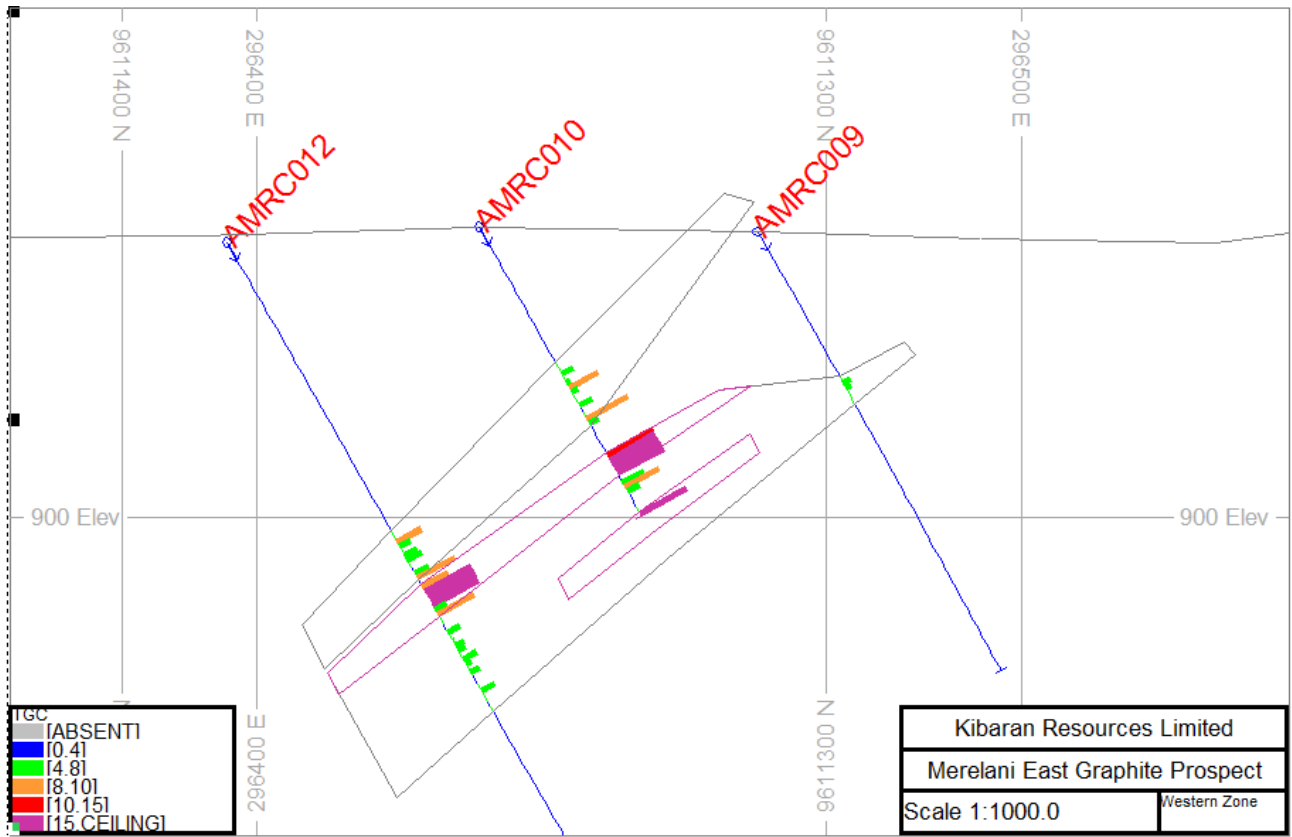 9611400 N
296400 E
9611300 N
296500 E
AMRC012
AMRC010
AMRC009
900 Elev
900 Elev
296400 E
9611300 N
TGC
[ABSENT]
[0.4]
[4.8]
[8.10]
[10.15]
[15.CEILING]
Kibaran Resources Limited
Merelani East Graphite Prospect
Scale 1:1000.0
Western Zone